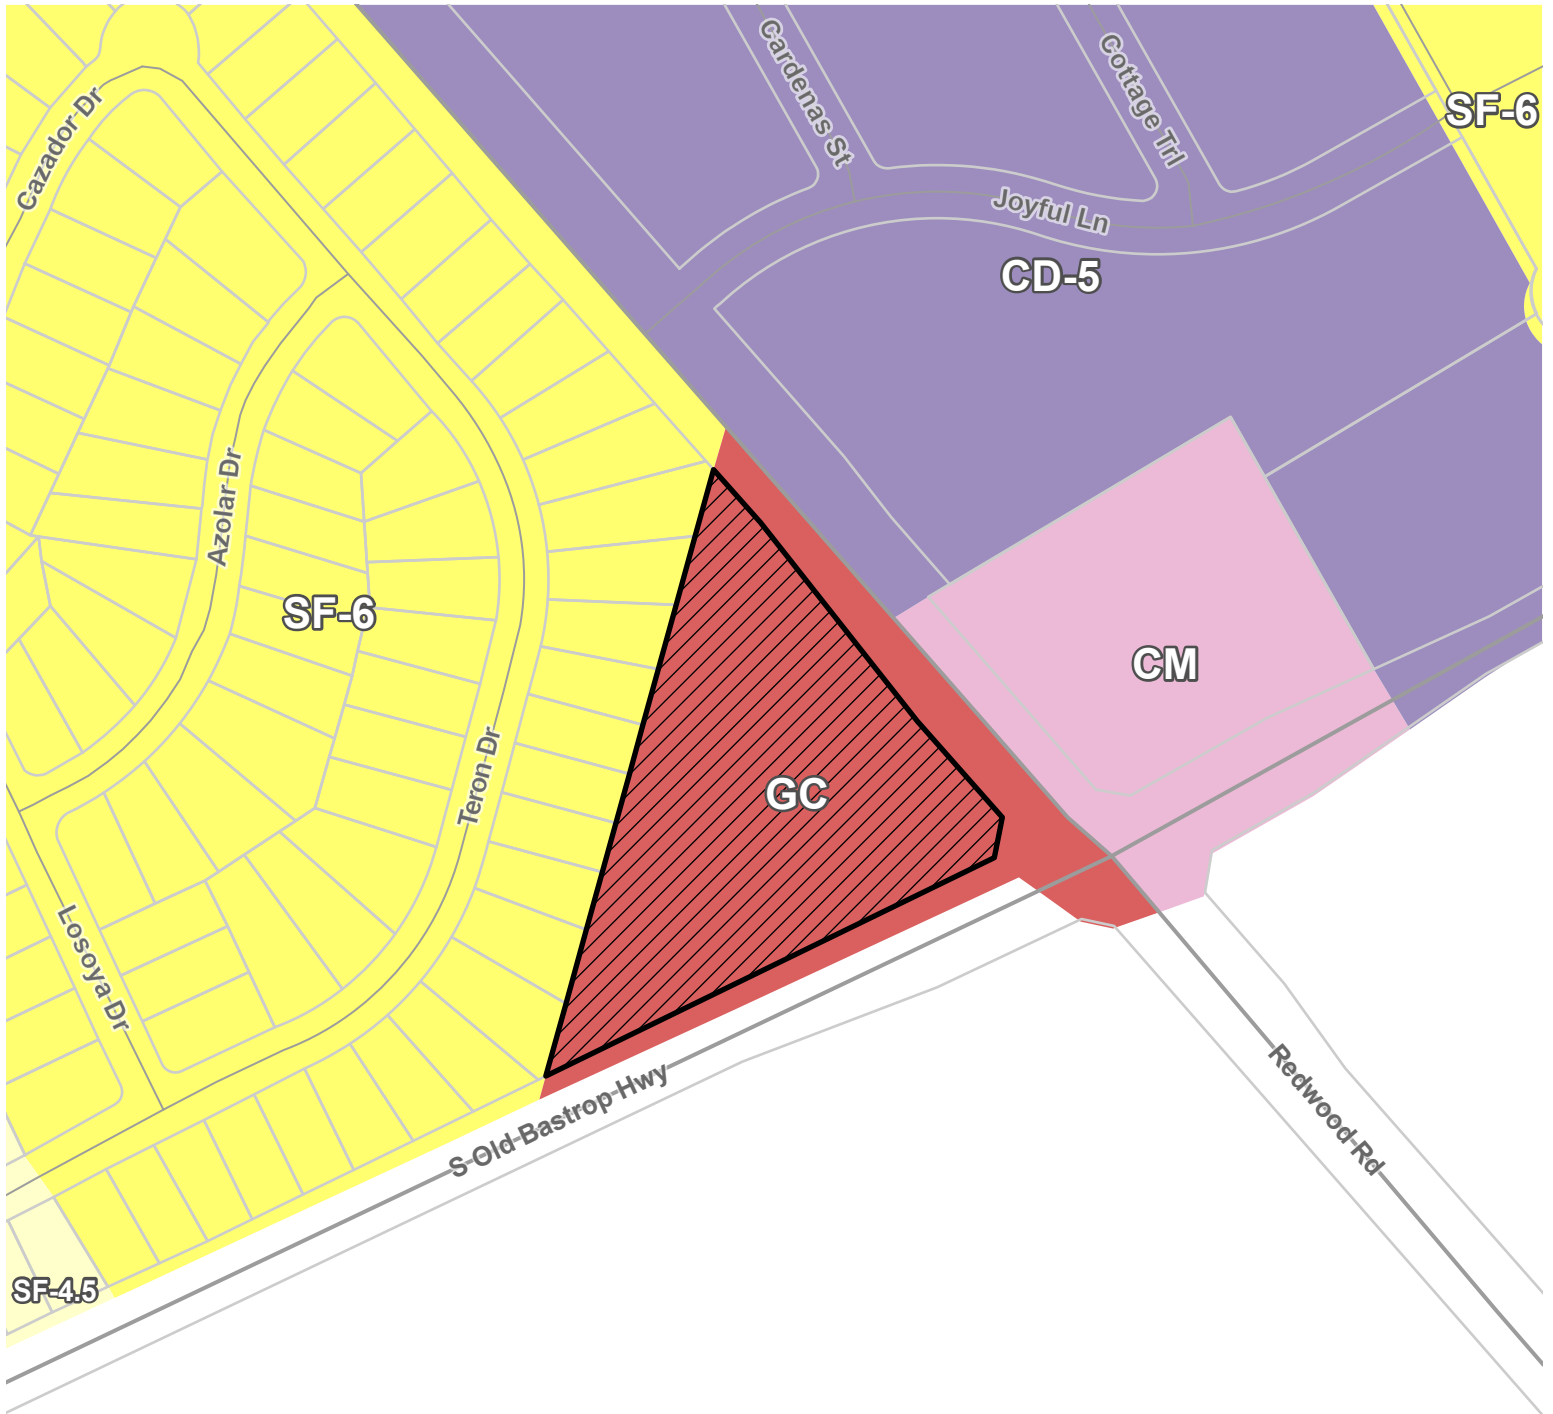 Cardenas St
Cottage Trl
SF-6
Cazador Dr
Joyful Ln
CD-5
Azolar Dr
SF-6
CM
Teron Dr
GC
Losoya Dr
S Old Bastrop Hwy
Redwood Rd
SF-4.5